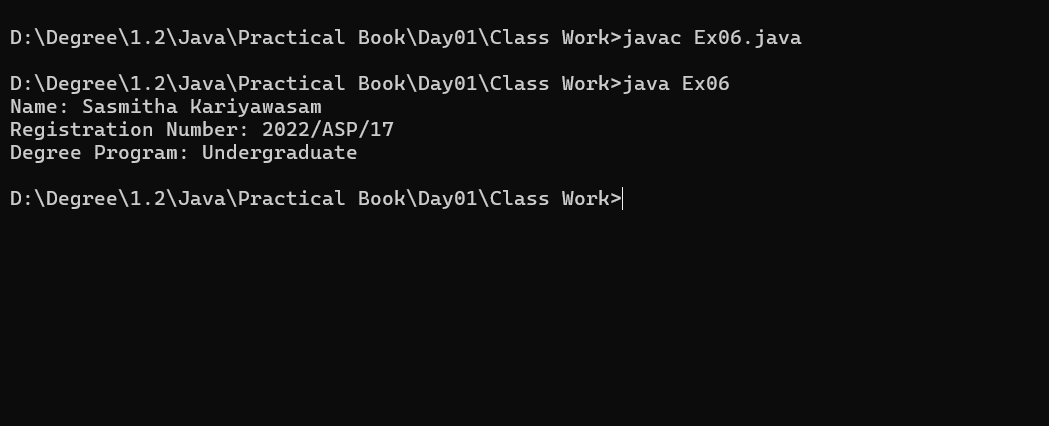 D:\Degree\1.2\Java\Practical Book\Day01\Class Work>javac Ex06.java
D:\Degree\1.2\Java\Practical Book\Day01\Class Work>java Ex06
Name: Sasmitha Kariyawasam
Registration Number: 2022/ASP/17
Degree Program: Undergraduate
D:\Degree\1.2\Java\Practical Book\Day01\Class Work>